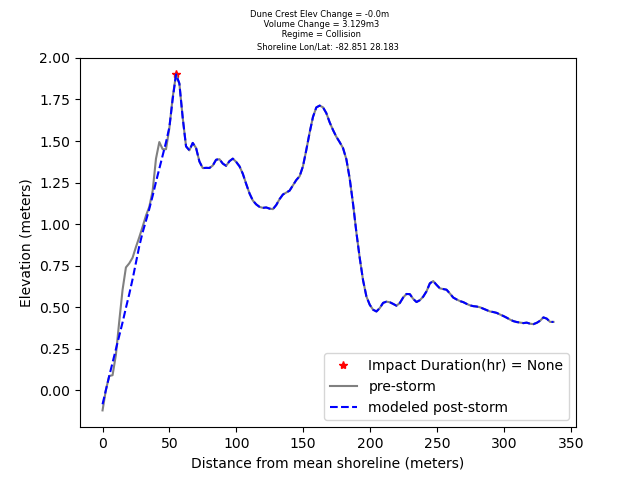 Dune Crest Elev Change = -0.0m
Volume Change = 3.129m3
Regime = Collision
Shoreline Lon/Lat: -82.851 28.183
2.00
1.75
1.50
1.25
1.00
0.75
0.50
0.25
0.00
Elevation (meters)
Impact Duration(hr) = None
pre-storm
modeled post-storm
0 50 100 150 200 250 300 350
Distance from mean shoreline (meters)